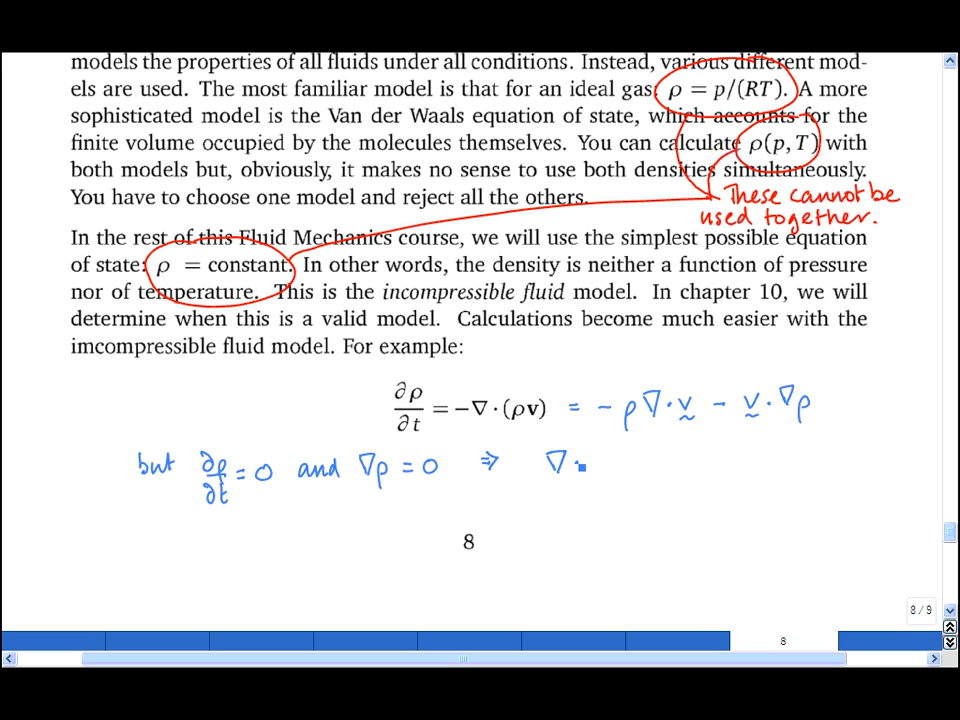 models the properties of all fluids under all conditions. Instead, various different mod-
els are used. The most familiar model is that for an ideal gas: ρ = p/(RT). A more
sophisticated model is the Van der Waals equation of state, which accounts for the
finite volume occupied by the molecules themselves. You can calculate ρ(p, T) with
both models but, obviously, it makes no sense to use both densities simultaneously.
You have to choose one model and reject all the others.
These cannot be
used together.
In the rest of this Fluid Mechanics course, we will use the simplest possible equation
of state: ρ = constant. In other words, the density is neither a function of pressure
nor of temperature. This is the incompressible fluid model. In chapter 10, we will
determine when this is a valid model. Calculations become much easier with the
imcompressible fluid model. For example:
∂ρ/∂t = −∇ · (ρv) = − ρ∇·v − v·∇ρ
but ∂ρ/∂t = 0 and ∇ρ = 0 ⇒ ∇·
8
8 / 9
8